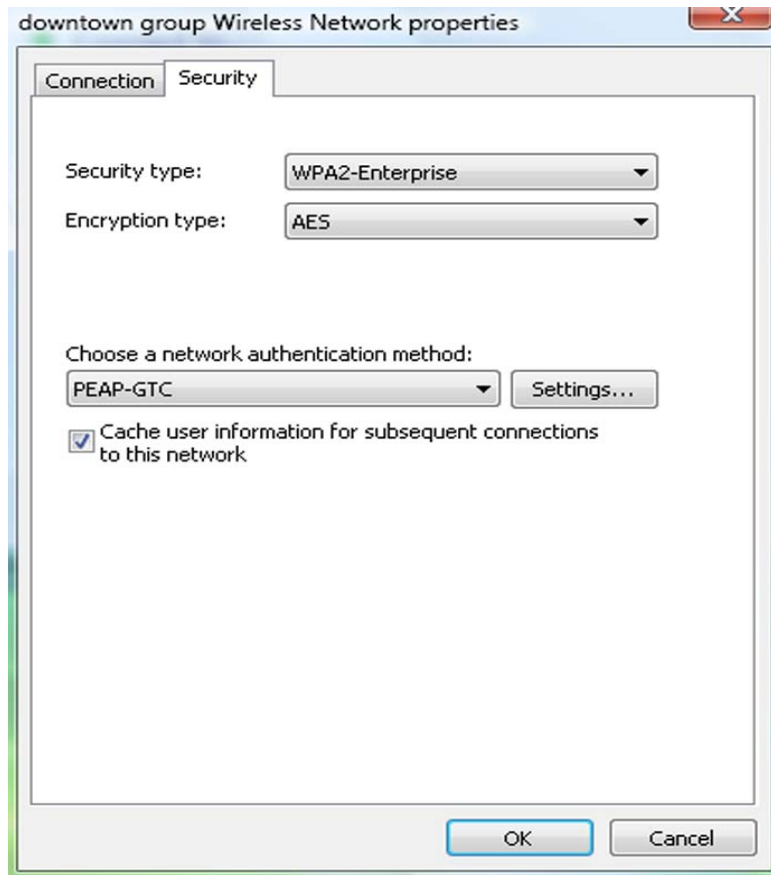 downtown group Wireless Network properties
Connection
Security
Security type:
WPA2-Enterprise
Encryption type:
AES
Choose a network authentication method:
PEAP-GTC
Settings...
Cache user information for subsequent connections
to this network
OK
Cancel